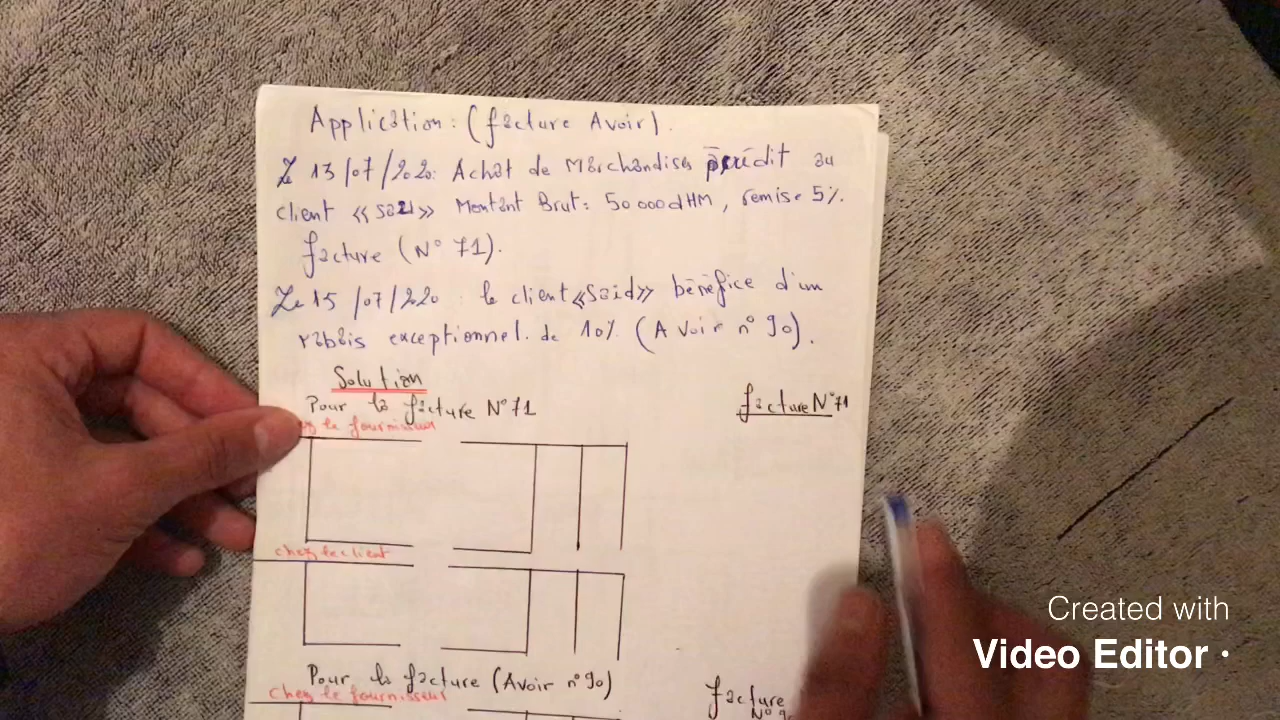 Application: (facture Avoir).
Le 13/07/2020: Achat de Marchandises à crédit au
client «Said» Montant Brut: 50 000 dHM, remise 5%.
facture (N° 71).
Le 15/07/2020: le client «Said» bénéfice d'un
rabais exceptionnel. de 10% (Avoir n° 90).
Solution
Pour la facture N° 71
facture N° 71
le fournisseur
chez le client
Pour la facture (Avoir n° 90)
facture
chez le fournisseur
Created with
Video Editor